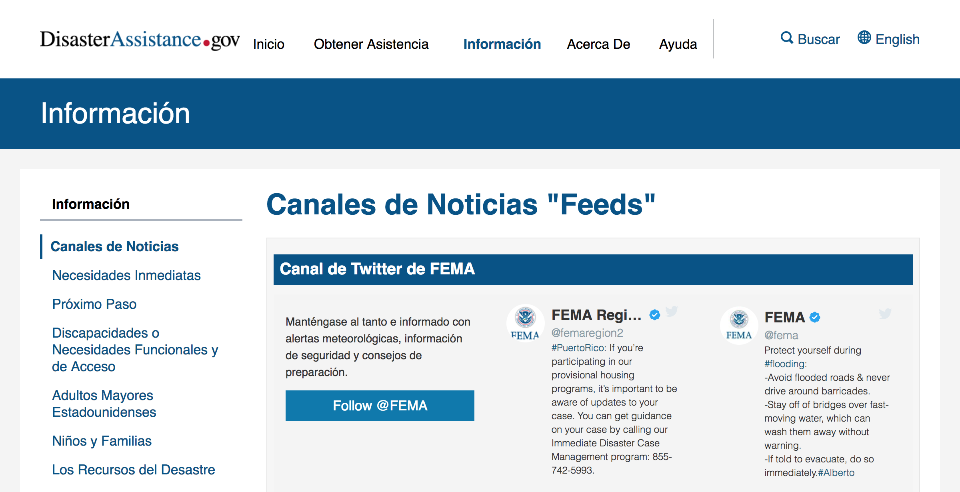 DisasterAssistance.gov
Inicio
Obtener Asistencia
Información
Acerca De
Ayuda
Buscar
English
Información
Información
Canales de Noticias
Necesidades Inmediatas
Próximo Paso
Discapacidades o
Necesidades Funcionales y
de Acceso
Adultos Mayores
Estadounidenses
Niños y Familias
Los Recursos del Desastre
Canales de Noticias "Feeds"
Canal de Twitter de FEMA
Manténgase al tanto e informado con
alertas meteorológicas, información
de seguridad y consejos de
preparación.
Follow @FEMA
FEMA
FEMA Regi...
@femaregion2
#PuertoRico: If you're
participating in our
provisional housing
programs, it's important to be
aware of updates to your
case. You can get guidance
on your case by calling our
Immediate Disaster Case
Management program: 855-
742-5993.
FEMA
FEMA
@fema
Protect yourself during
#flooding:
-Avoid flooded roads & never
drive around barricades.
-Stay off of bridges over fast-
moving water, which can
wash them away without
warning.
-If told to evacuate, do so
immediately.#Alberto